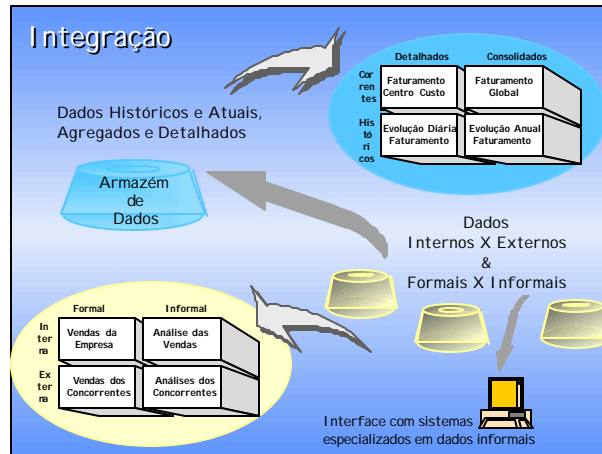 Integração
Detalhados
Consolidados
Cor
ren
tes
Faturamento
Centro Custo
Faturamento
Global
His
tó
ri
cos
Evolução Diária
Faturamento
Evolução Anual
Faturamento
Dados Históricos e Atuais,
Agregados e Detalhados
Armazém
de
Dados
Dados
Internos X Externos
&
Formais X Informais
Formal
Informal
In
ter
na
Vendas da
Empresa
Análise das
Vendas
Ex
ter
na
Vendas dos
Concorrentes
Análises dos
Concorrentes
Interface com sistemas
especializados em dados informais